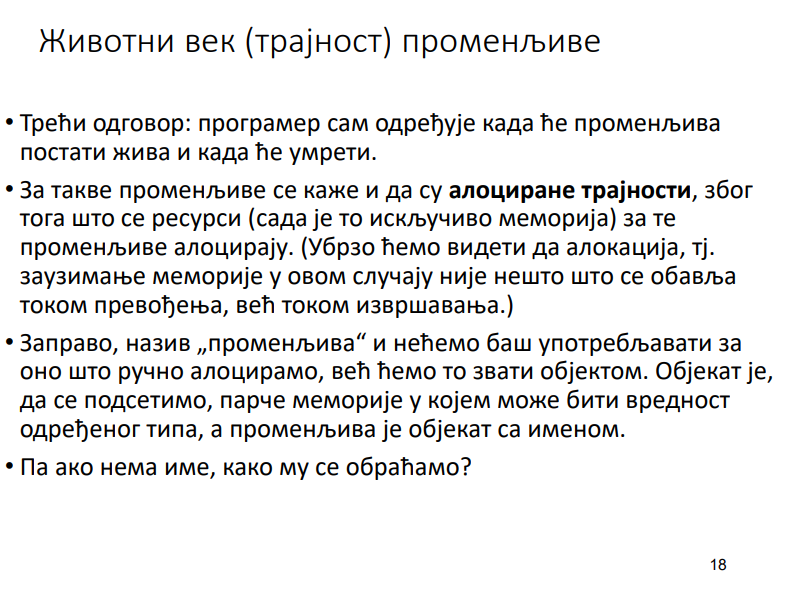 Животни век (трајност) променљиве
• Трећи одговор: програмер сам одређује када ће променљива
постати жива и када ће умрети.
• За такве променљиве се каже и да су алоциране трајности, због
тога што се ресурси (сада је то искључиво меморија) за те
променљиве алоцирају. (Убрзо ћемо видети да алокација, тј.
заузимање меморије у овом случају није нешто што се обавља
током превођења, већ током извршавања.)
• Заправо, назив „променљива“ и нећемо баш употребљавати за
оно што ручно алоцирамо, већ ћемо то звати објектом. Објекат је,
да се подсетимо, парче меморије у којем може бити вредност
одређеног типа, а променљива је објекат са именом.
• Па ако нема име, како му се обраћамо?
18